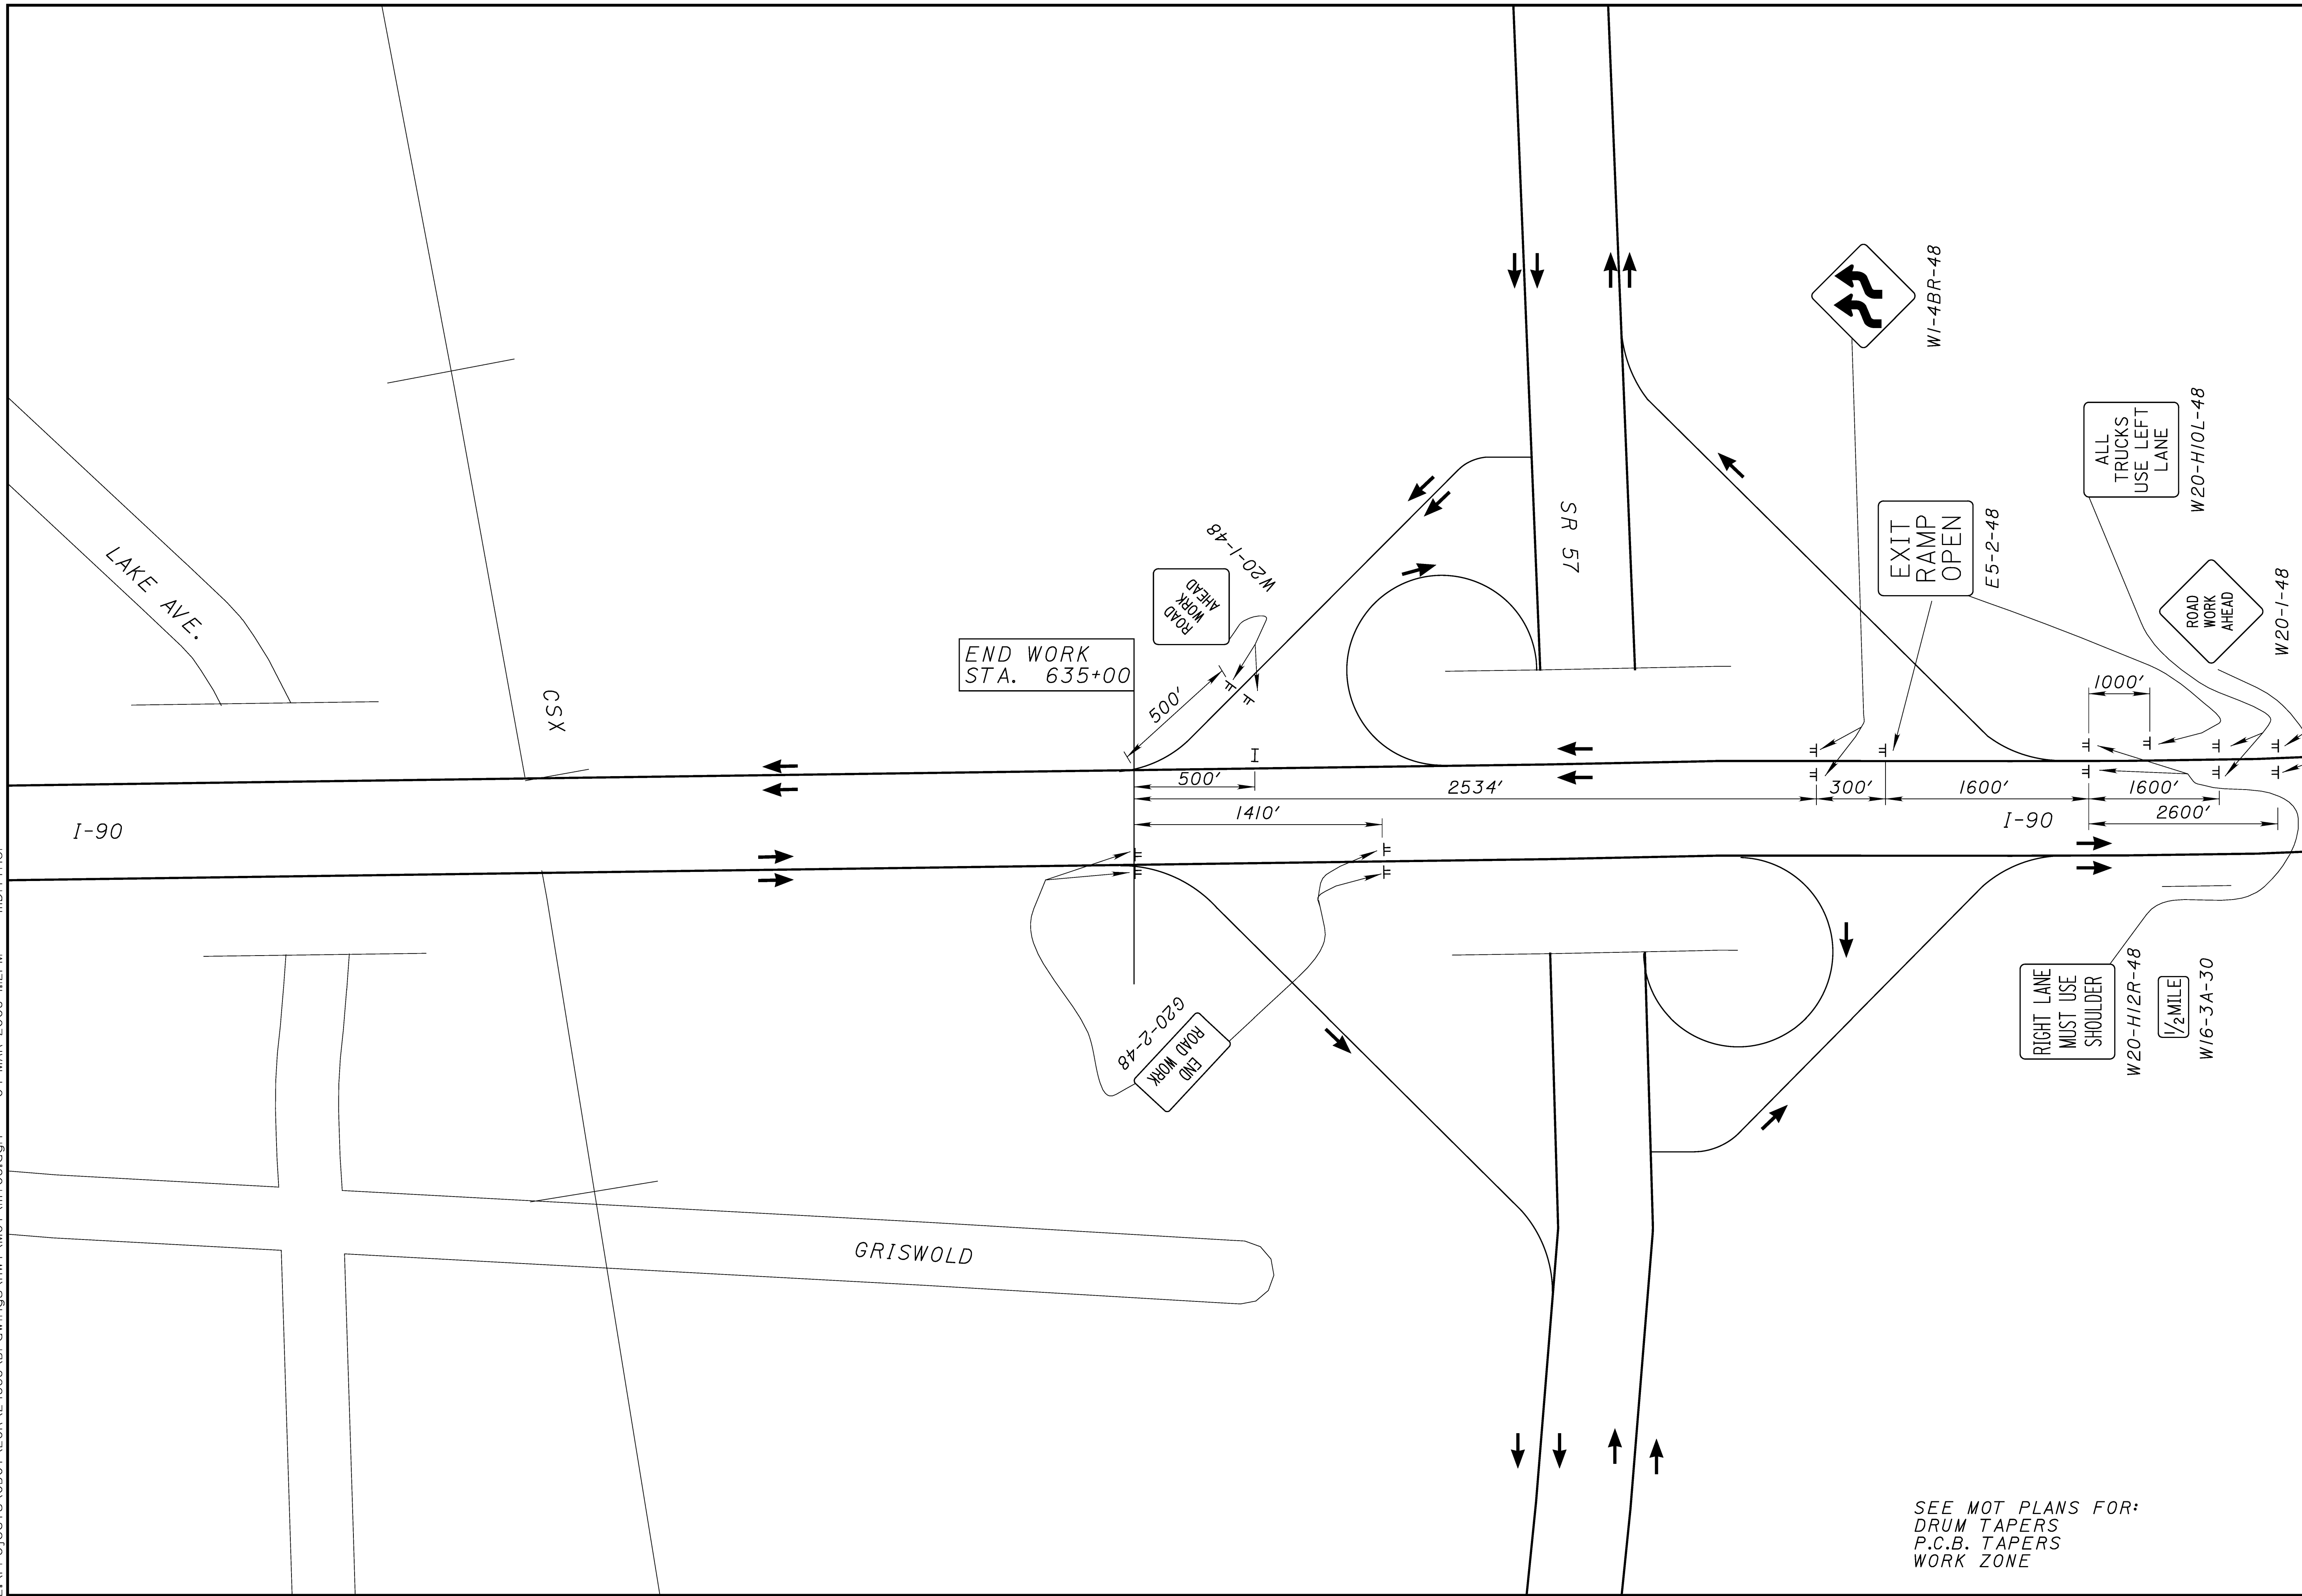 LAKE AVE.
CSX
I-90
GRISWOLD
END WORK
STA. 635+00
ROAD
WORK
AHEAD
W20-1-48
500'
500'
1410'
2534'
300'
1600'
1600'
2600'
1000'
SR 57
W1-4BR-48
ALL
TRUCKS
USE LEFT
LANE
W20-H10L-48
EXIT
RAMP
OPEN
E5-2-48
ROAD
WORK
AHEAD
W20-1-48
I-90
END
ROAD WORK
G20-2-48
RIGHT LANE
MUST USE
SHOULDER
W20-H12R-48
1/2 MILE
W16-3A-30
SEE MOT PLANS FOR:
DRUM TAPERS
P.C.B. TAPERS
WORK ZONE